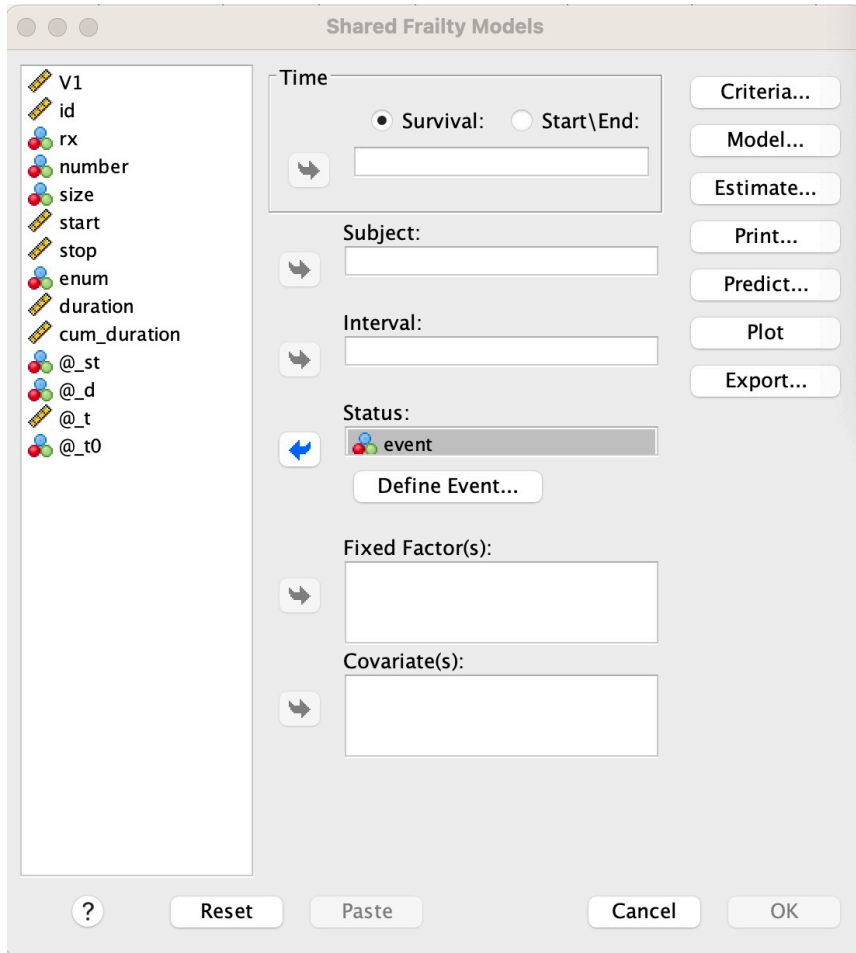 Shared Frailty Models
V1
id
rx
number
size
start
stop
enum
duration
cum_duration
@_st
@_d
@_t
@_t0
Time
Survival:
Start\End:
Subject:
Interval:
Status:
event
Define Event...
Fixed Factor(s):
Covariate(s):
Criteria...
Model...
Estimate...
Print...
Predict...
Plot
Export...
?
Reset
Paste
Cancel
OK